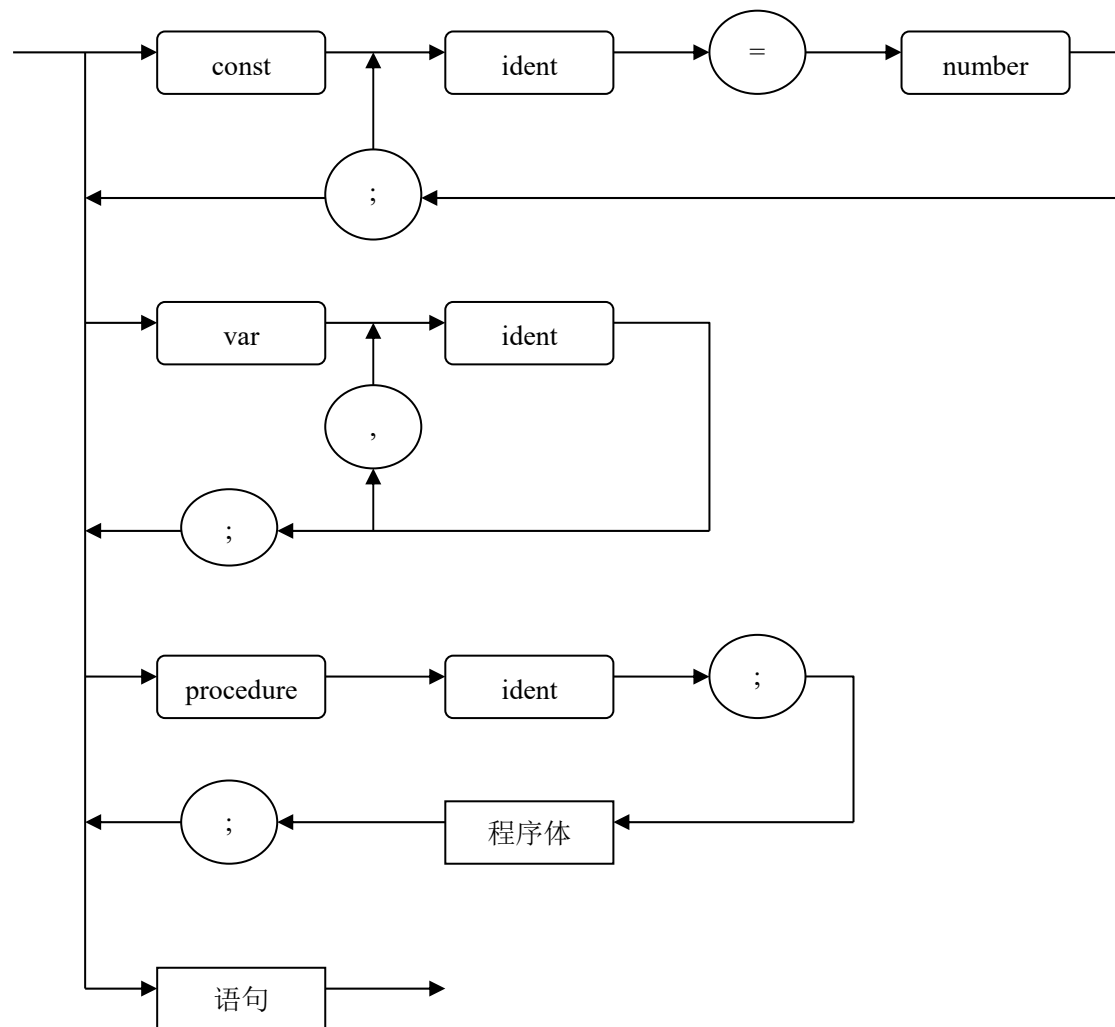 const ident = number
;
var ident
,
;
procedure ident ;
; 程序体
语句